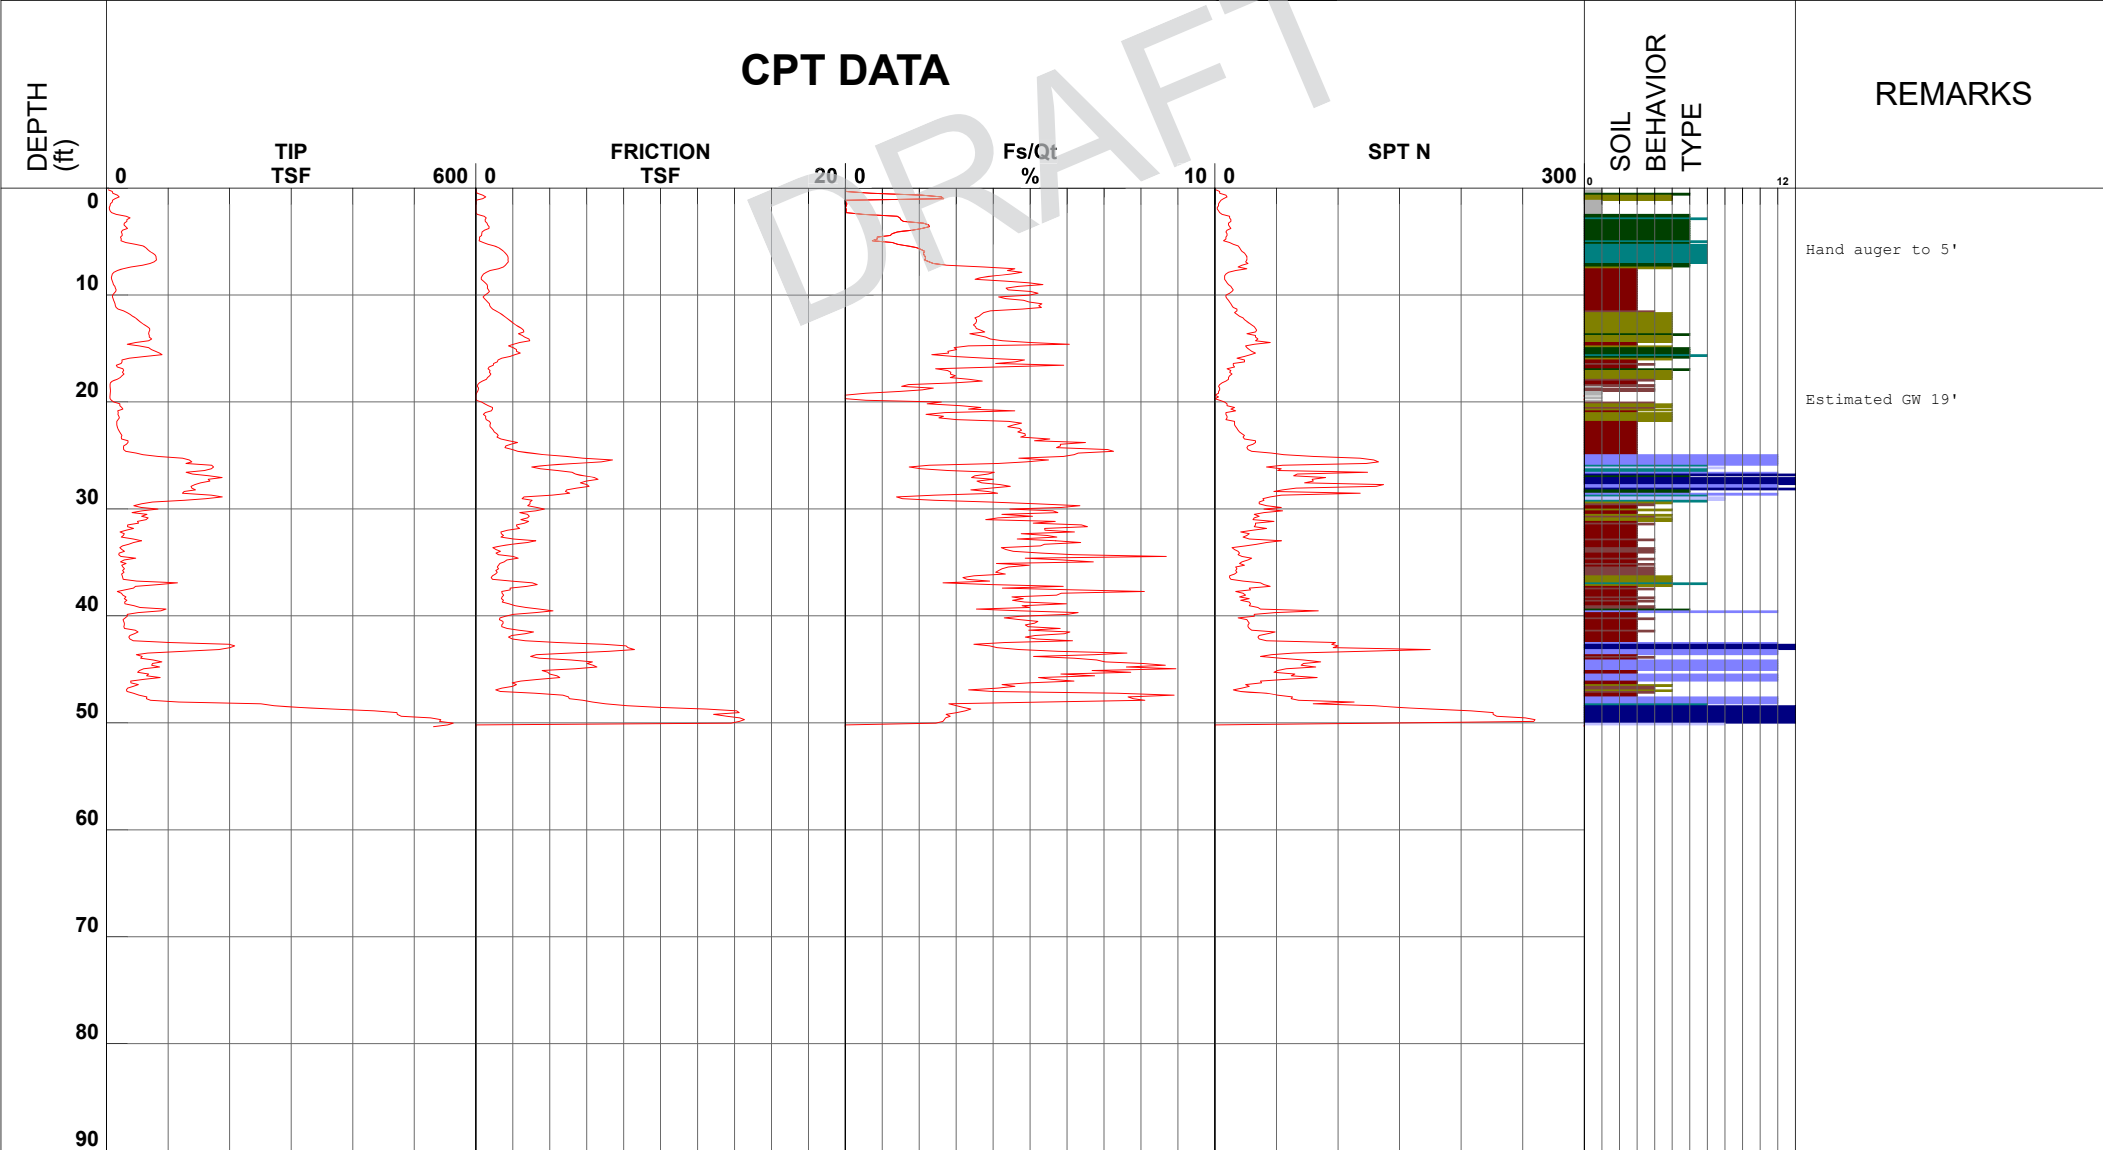 CPT DATA
DRAFT
DEPTH
(ft)
TIP
0 TSF 600
FRICTION
0 TSF 20
Fs/Qt
0 % 10
SPT N
0 300
SOIL
BEHAVIOR
TYPE
0 12
REMARKS
0
Hand auger to 5'
10
20
Estimated GW 19'
30
40
50
60
70
80
90